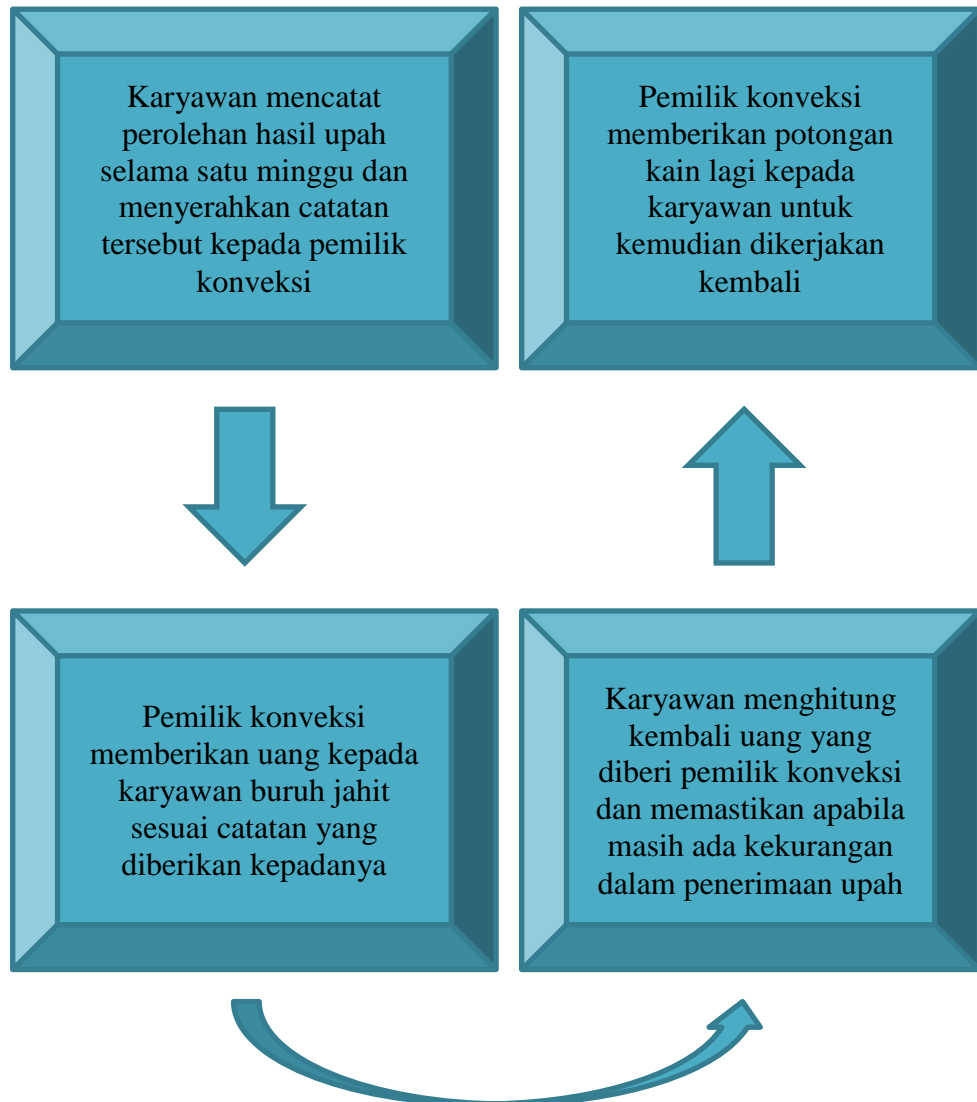 Karyawan mencatat
perolehan hasil upah
selama satu minggu dan
menyerahkan catatan
tersebut kepada pemilik
konveksi
Pemilik konveksi
memberikan uang kepada
karyawan buruh jahit
sesuai catatan yang
diberikan kepadanya
Karyawan menghitung
kembali uang yang
diberi pemilik konveksi
dan memastikan apabila
masih ada kekurangan
dalam penerimaan upah
Pemilik konveksi
memberikan potongan
kain lagi kepada
karyawan untuk
kemudian dikerjakan
kembali